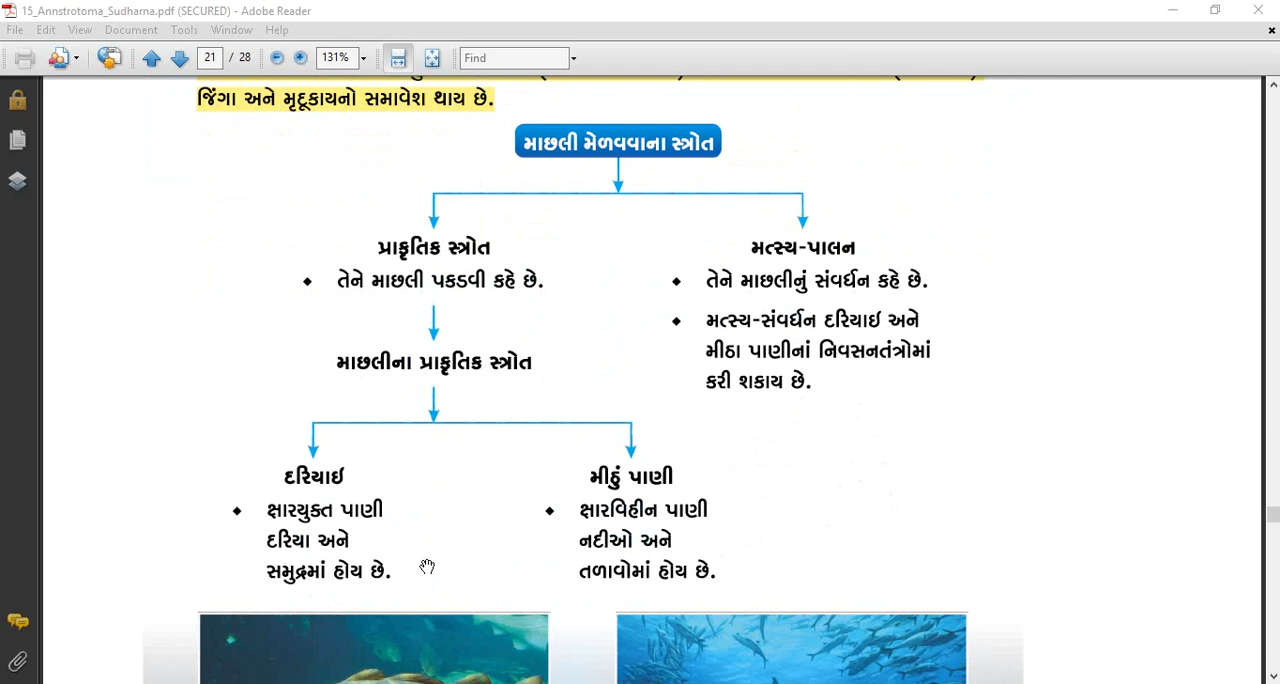 15_Annstrotoma_Sudharna.pdf (SECURED) - Adobe Reader
File Edit View Document Tools Window Help
21 / 28 131% Find
જિંગા અને મૃદૂકાયનો સમાવેશ થાય છે.
માછલી મેળવવાના સ્ત્રોત
પ્રાકૃતિક સ્ત્રોત
◆ તેને માછલી પકડવી કહે છે.
માછલીના પ્રાકૃતિક સ્ત્રોત
મત્સ્ય-પાલન
◆ તેને માછલીનું સંવર્ધન કહે છે.
◆ મત્સ્ય-સંવર્ધન દરિયાઇ અને
મીઠા પાણીનાં નિવસનતંત્રોમાં
કરી શકાય છે.
દરિયાઇ
◆ ક્ષારયુક્ત પાણી
દરિયા અને
સમુદ્રમાં હોય છે.
મીઠું પાણી
◆ ક્ષારવિહીન પાણી
નદીઓ અને
તળાવોમાં હોય છે.